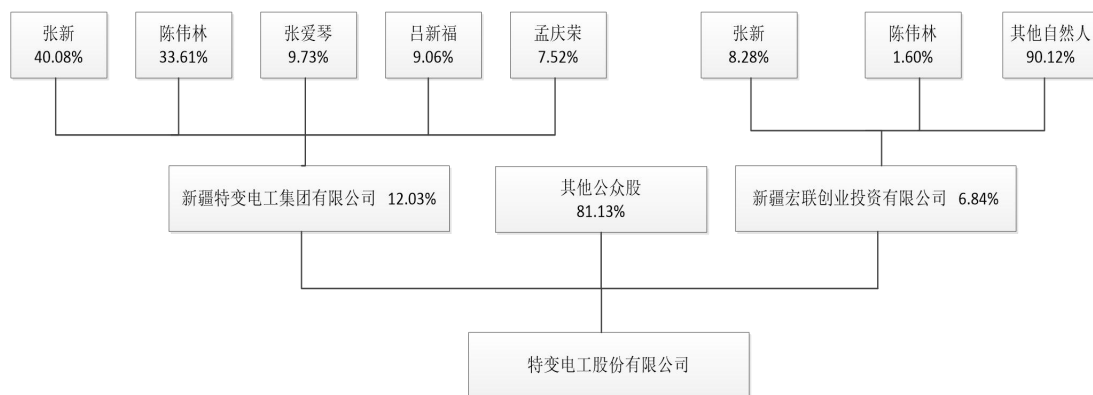 张新
40.08%
陈伟林
33.61%
张爱琴
9.73%
吕新福
9.06%
孟庆荣
7.52%
张新
8.28%
陈伟林
1.60%
其他自然人
90.12%
新疆特变电工集团有限公司 12.03%
其他公众股
81.13%
新疆宏联创业投资有限公司 6.84%
特变电工股份有限公司